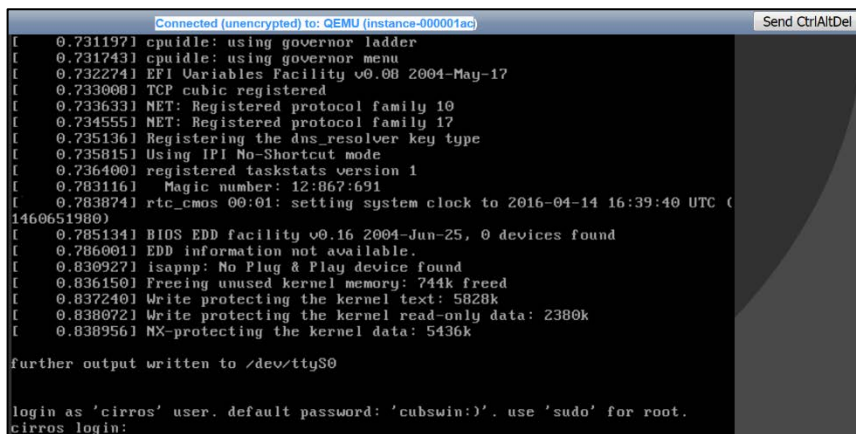 Connected (unencrypted) to: QEMU (instance-000001ac)
Send CtrlAltDel
[    0.731197] cpuidle: using governor ladder
[    0.731743] cpuidle: using governor menu
[    0.732274] EFI Variables Facility v0.08 2004-May-17
[    0.733008] TCP cubic registered
[    0.733633] NET: Registered protocol family 10
[    0.734555] NET: Registered protocol family 17
[    0.735136] Registering the dns_resolver key type
[    0.735815] Using IPI No-Shortcut mode
[    0.736400] registered taskstats version 1
[    0.783116]   Magic number: 12:867:691
[    0.783874] rtc_cmos 00:01: setting system clock to 2016-04-14 16:39:40 UTC (
1460651980)
[    0.785134] BIOS EDD facility v0.16 2004-Jun-25, 0 devices found
[    0.786001] EDD information not available.
[    0.830927] isapnp: No Plug & Play device found
[    0.836150] Freeing unused kernel memory: 744k freed
[    0.837240] Write protecting the kernel text: 5828k
[    0.838072] Write protecting the kernel read-only data: 2380k
[    0.838956] NX-protecting the kernel data: 5436k
further output written to /dev/ttyS0
login as 'cirros' user. default password: 'cubswin:)'. use 'sudo' for root.
cirros login: